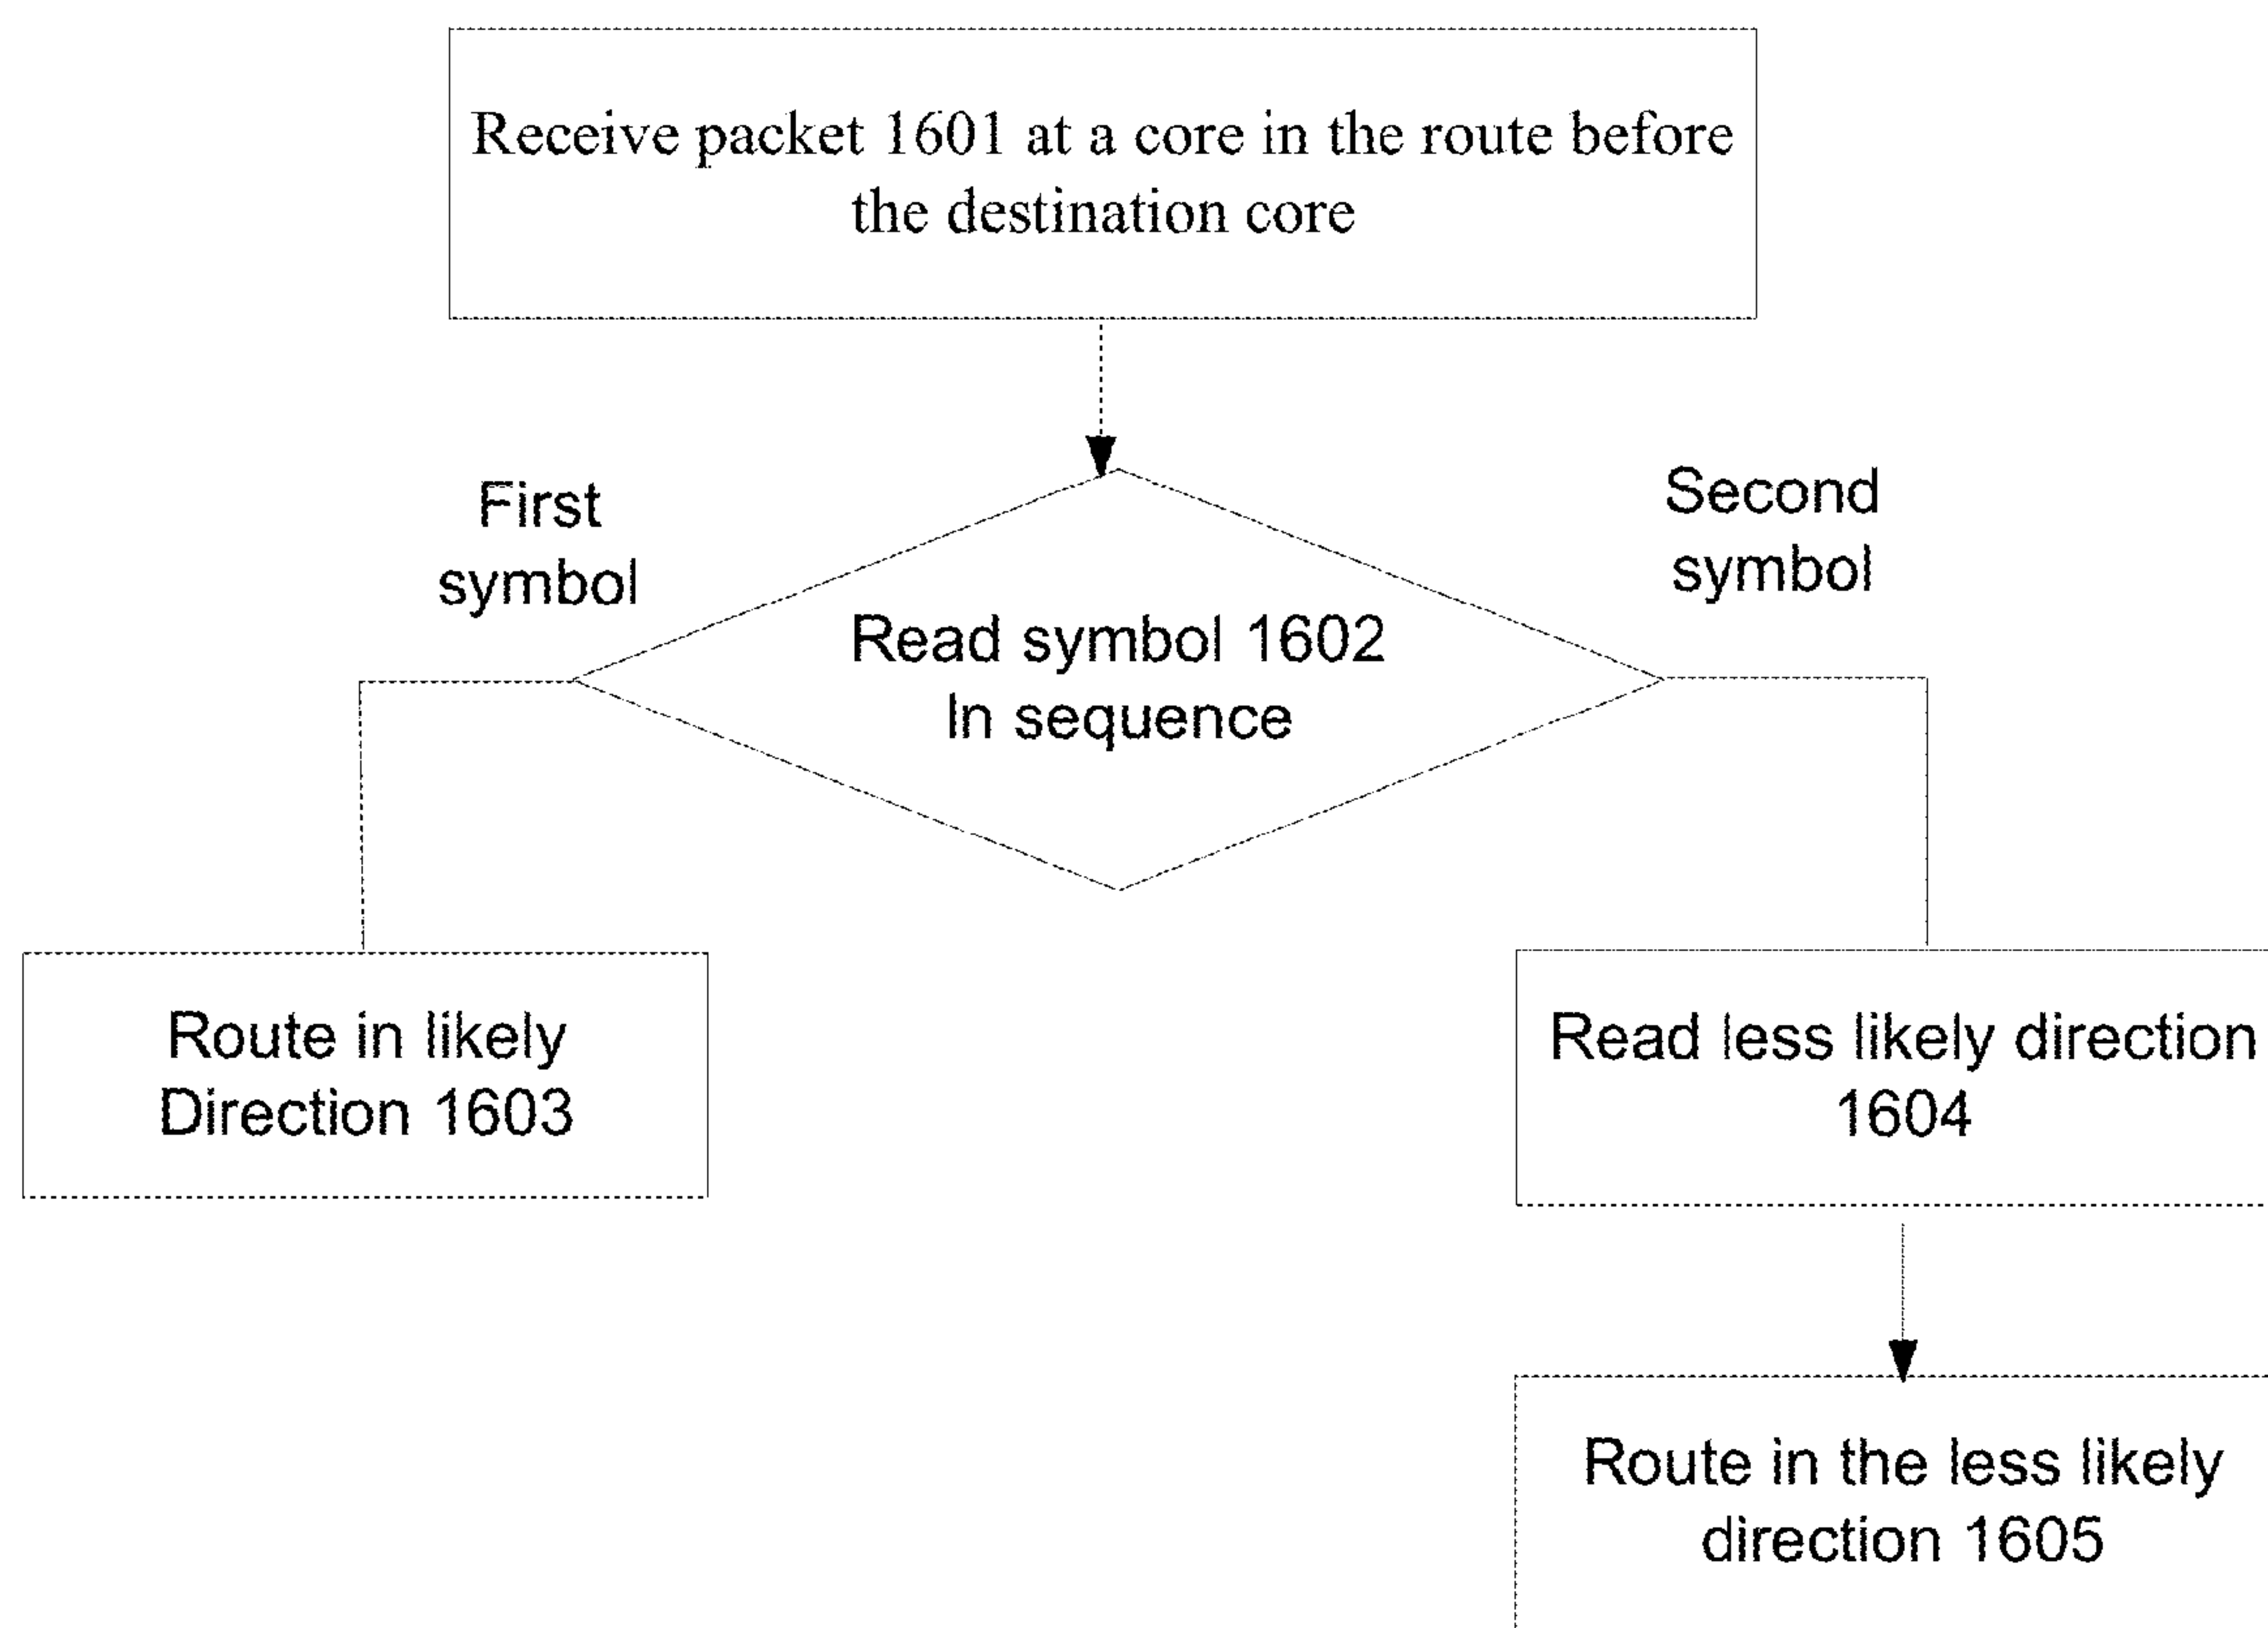 Receive packet 1601 at a core in the route before
the destination core
First
symbol
Second
symbol
Read symbol 1602
In sequence
Route in likely
Direction 1603
Read less likely direction
1604
Route in the less likely
direction 1605